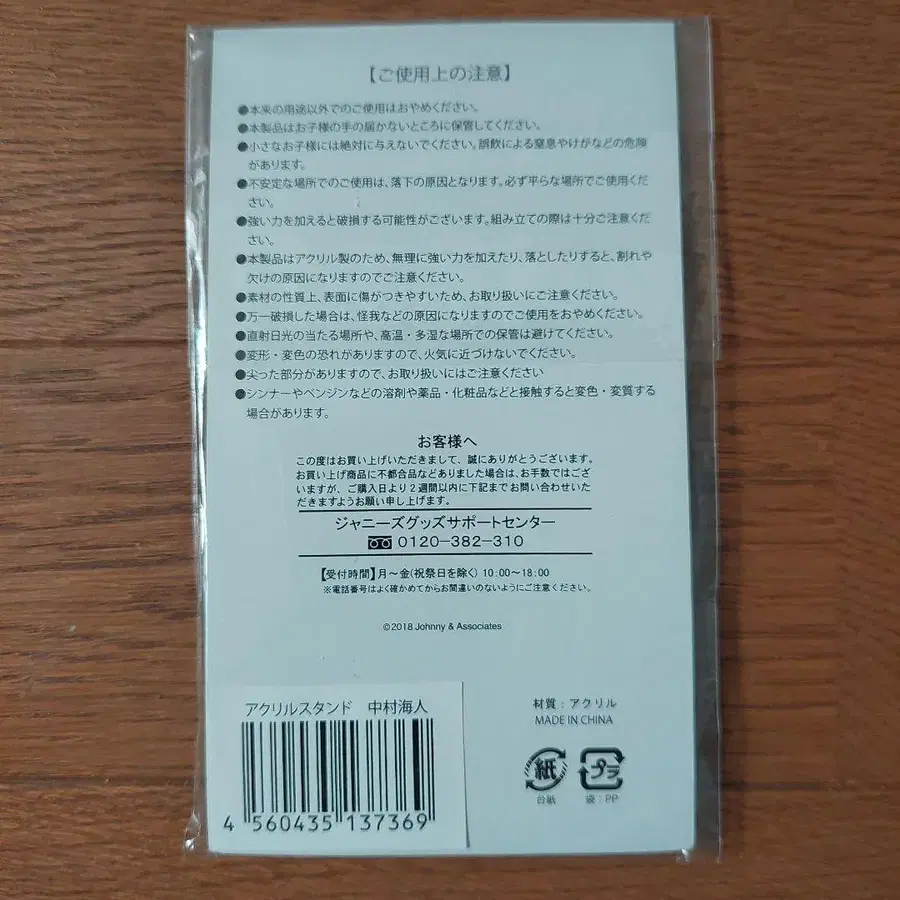 【ご使用上の注意】
●本来の用途以外でのご使用はおやめください。
●本製品はお子様の手の届かないところに保管してください。
●小さなお子様には絶対に与えないでください。誤飲による窒息やけがなどの危険
があります。
●不安定な場所でのご使用は、落下の原因となります。必ず平らな場所でご使用くだ
さい。
●強い力を加えると破損する可能性がございます。組み立ての際は十分ご注意くだ
さい。
●本製品はアクリル製のため、無理に強い力を加えたり、落としたりすると、割れや
欠けの原因になりますのでご注意ください。
●素材の性質上、表面に傷がつきやすいため、お取り扱いにご注意ください。
●万一破損した場合は、怪我などの原因になりますのでご使用をおやめください。
●直射日光の当たる場所や、高温・多湿な場所での保管は避けてください。
●変形・変色の恐れがありますので、火気に近づけないでください。
●尖った部分がありますので、お取り扱いにはご注意ください
●シンナーやベンジンなどの溶剤や薬品・化粧品などと接触すると変色・変質する
場合があります。
お客様へ
この度はお買い上げいただきまして、誠にありがとうございます。
お買い上げ商品に不都合品などありました場合は、お手数ではござ
いますが、ご購入日より2週間以内に下記までお問い合わせいた
だきますようお願い申し上げます。
ジャニーズグッズサポートセンター
0120-382-310
【受付時間】月～金(祝祭日を除く) 10:00～18:00
※電話番号はよく確かめてからお間違いのないようにご注意ください。
©2018 Johnny & Associates
アクリルスタンド 中村海人
4 560435 137369
材質：アクリル
MADE IN CHINA
紙
台紙
プラ
袋：PP